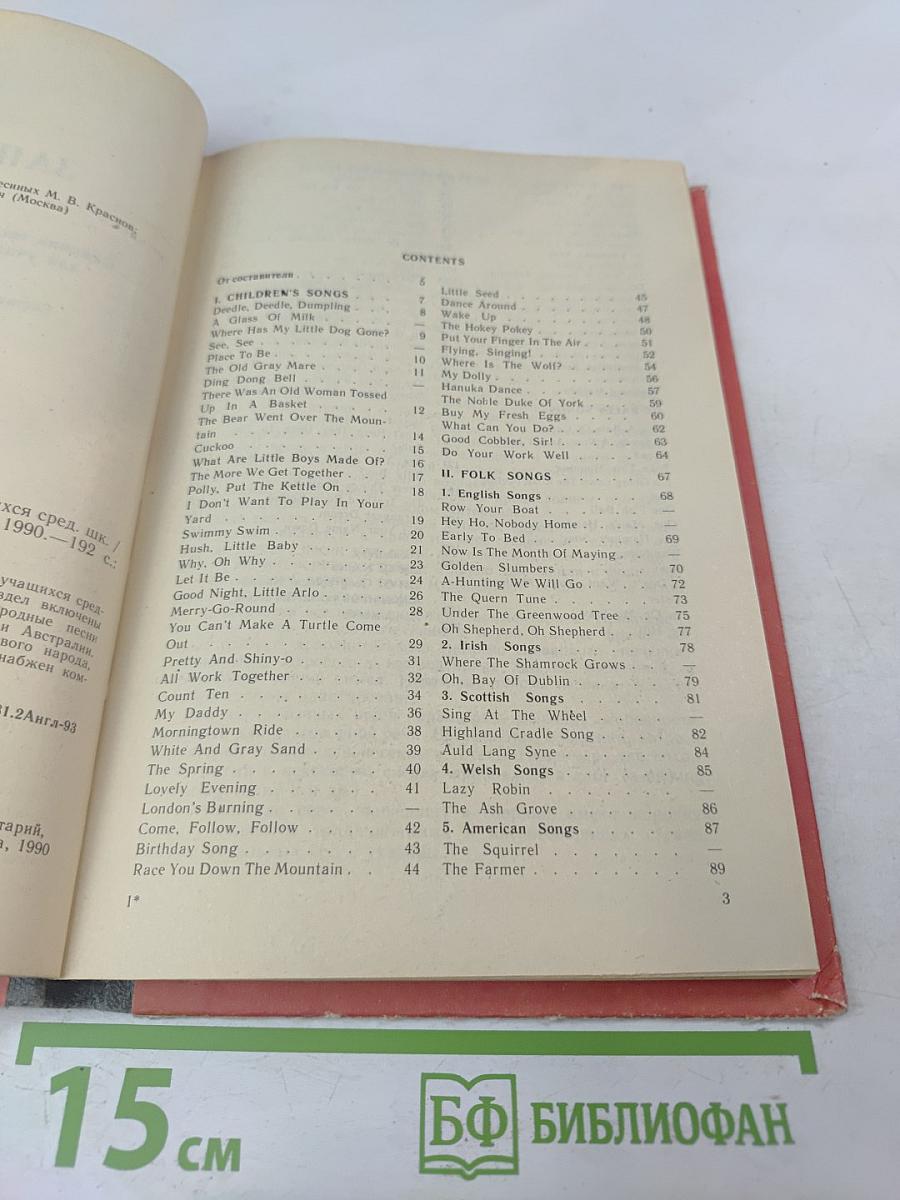 ЗАП
есиных М. В. Краснов;
ч (Москва)
хся сред. шк. /
1990.—192 с.:
учащихся сред-
здел включены
родные песни
и Австралии.
вого народа,
набжен ком-
81.2Англ-93
тарий,
а, 1990
CONTENTS
От составителя . . . . . . . 5
I. CHILDREN'S SONGS . . . 7
Deedle, Deedle, Dumpling . . . 8
A Glass Of Milk . . . . . . —
Where Has My Little Dog Gone? 9
See, See . . . . . . . . —
Place To Be . . . . . . . 10
The Old Gray Mare . . . . . 11
Ding Dong Bell . . . . . . —
There Was An Old Woman Tossed
Up In A Basket . . . . . 12
The Bear Went Over The Moun-
tain . . . . . . . . . . 14
Cuckoo . . . . . . . . . 15
What Are Little Boys Made Of? 16
The More We Get Together . . . 17
Polly, Put The Kettle On . . . 18
I Don't Want To Play In Your
Yard . . . . . . . . . 19
Swimmy Swim . . . . . . . 20
Hush, Little Baby . . . . . 21
Why, Oh Why . . . . . . . 23
Let It Be . . . . . . . . 24
Good Night, Little Arlo . . . . 26
Merry-Go-Round . . . . . . 28
You Can't Make A Turtle Come
Out . . . . . . . . . . 29
Pretty And Shiny-o . . . . . 31
All Work Together . . . . . 32
Count Ten . . . . . . . . 34
My Daddy . . . . . . . . 36
Morningtown Ride . . . . . 38
White And Gray Sand . . . . 39
The Spring . . . . . . . . 40
Lovely Evening . . . . . . 41
London's Burning . . . . . . —
Come, Follow, Follow . . . . 42
Birthday Song . . . . . . . 43
Race You Down The Mountain . . 44
Little Seed . . . . . . . . 45
Dance Around . . . . . . . 47
Wake Up . . . . . . . . 48
The Hokey Pokey . . . . . . 50
Put Your Finger In The Air . . . 51
Flying, Singing! . . . . . . 52
Where Is The Wolf? . . . . . 54
My Dolly . . . . . . . . 56
Hanuka Dance . . . . . . . 57
The Noble Duke Of York . . . . 59
Buy My Fresh Eggs . . . . . 60
What Can You Do? . . . . . 62
Good Cobbler, Sir! . . . . . 63
Do Your Work Well . . . . . 64
II. FOLK SONGS . . . . . 67
1. English Songs . . . . . . 68
Row Your Boat . . . . . . —
Hey Ho, Nobody Home . . . . —
Early To Bed . . . . . . . 69
Now Is The Month Of Maying . . —
Golden Slumbers . . . . . . 70
A-Hunting We Will Go . . . . 72
The Quern Tune . . . . . . 73
Under The Greenwood Tree . . . 75
Oh Shepherd, Oh Shepherd . . . 77
2. Irish Songs . . . . . . 78
Where The Shamrock Grows . . —
Oh, Bay Of Dublin . . . . . 79
3. Scottish Songs . . . . . 81
Sing At The Wheel . . . . —
Highland Cradle Song . . . . 82
Auld Lang Syne . . . . . . 84
4. Welsh Songs . . . . . . 85
Lazy Robin . . . . . . . —
The Ash Grove . . . . . . 86
5. American Songs . . . . . 87
The Squirrel . . . . . . . —
The Farmer . . . . . . . . 89
1*
3
15 см
БФ БИБЛИОФАН